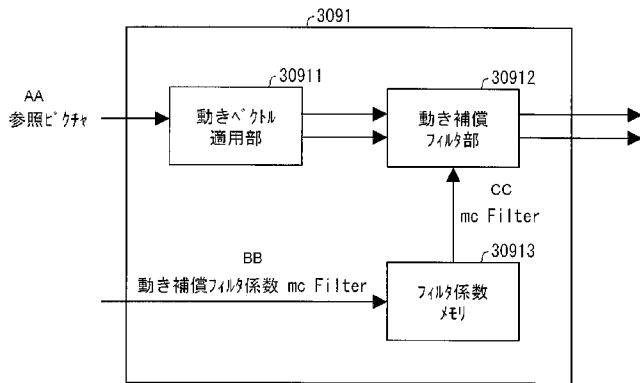 3091
30911
30912
AA
参照ﾋﾟｸﾁｬ
動きﾍﾞｸﾄﾙ
適用部
動き補償
ﾌｨﾙﾀ部
CC
mc Filter
BB
動き補償ﾌｨﾙﾀ係数 mc Filter
30913
ﾌｨﾙﾀ係数
ﾒﾓﾘ